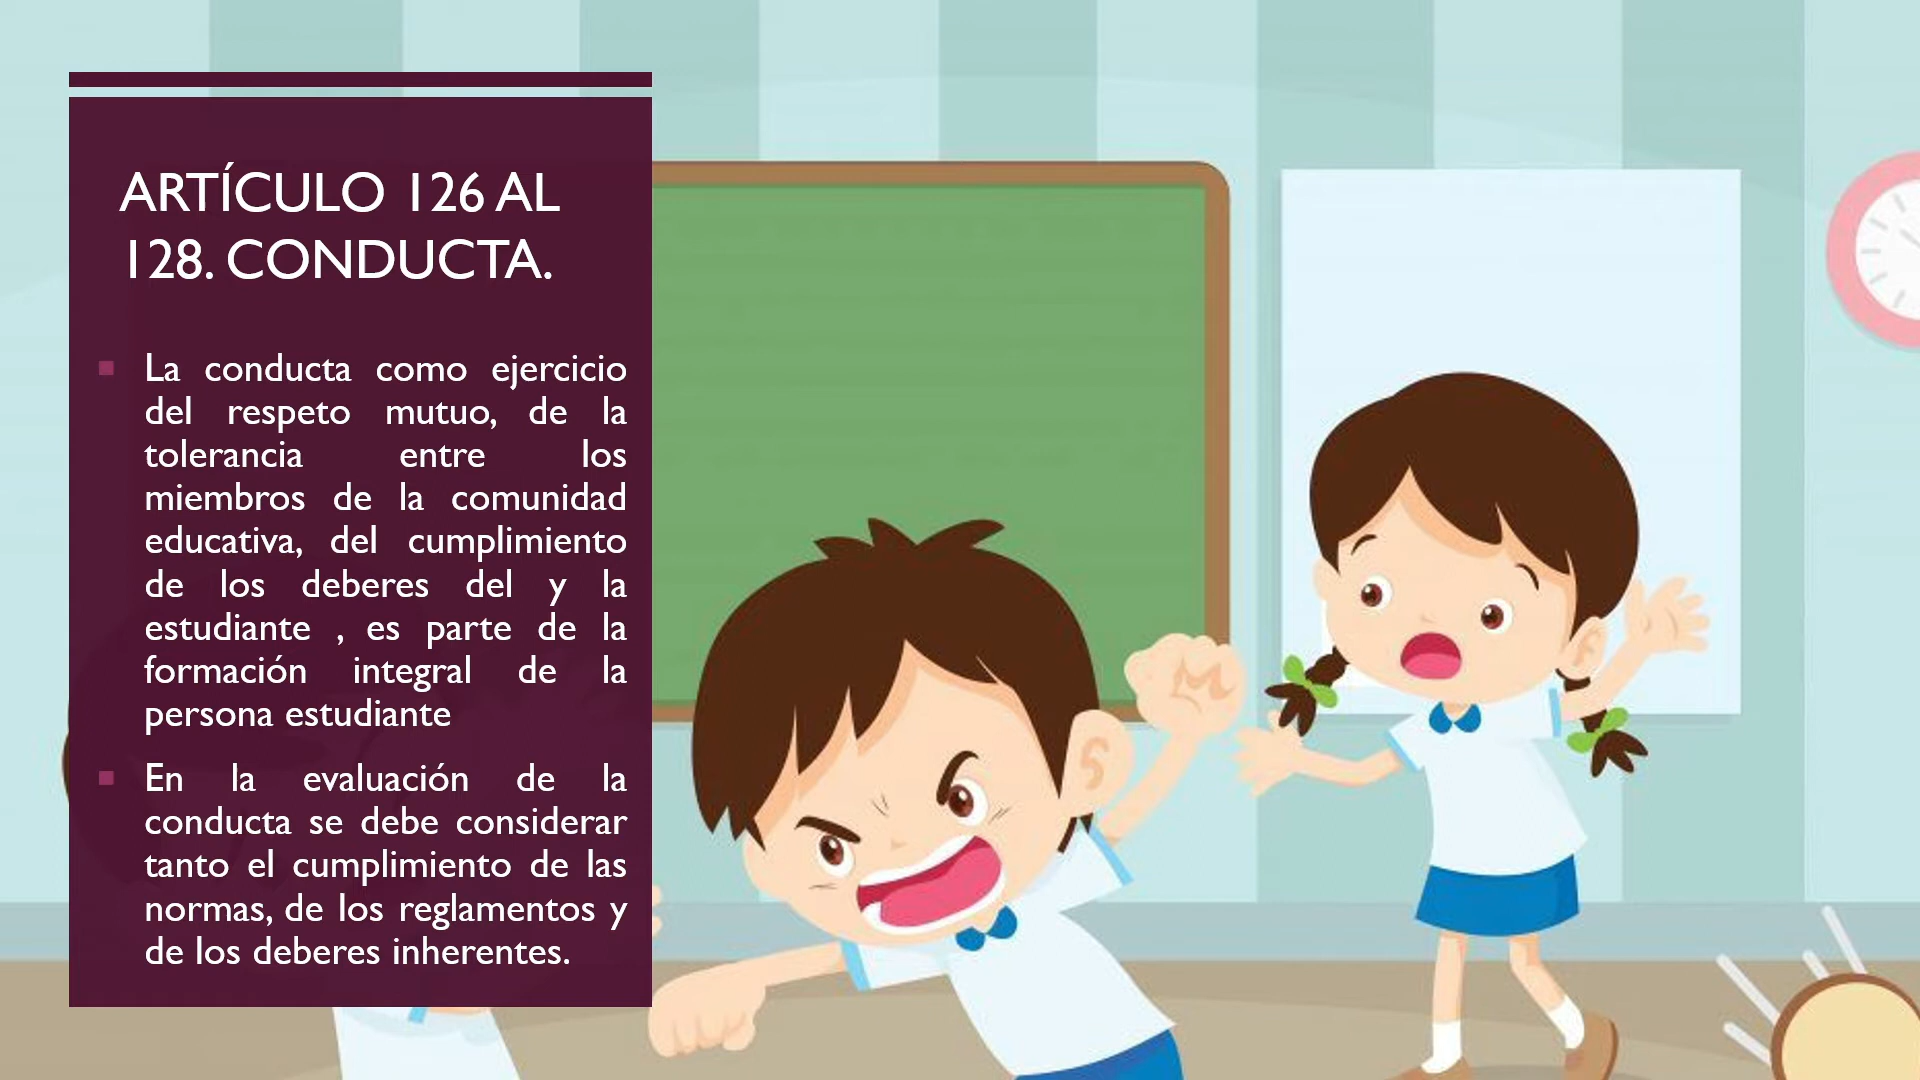 ARTÍCULO 126 AL
128. CONDUCTA.
La conducta como ejercicio
del respeto mutuo, de la
tolerancia entre los
miembros de la comunidad
educativa, del cumplimiento
de los deberes del y la
estudiante , es parte de la
formación integral de la
persona estudiante
En la evaluación de la
conducta se debe considerar
tanto el cumplimiento de las
normas, de los reglamentos y
de los deberes inherentes.